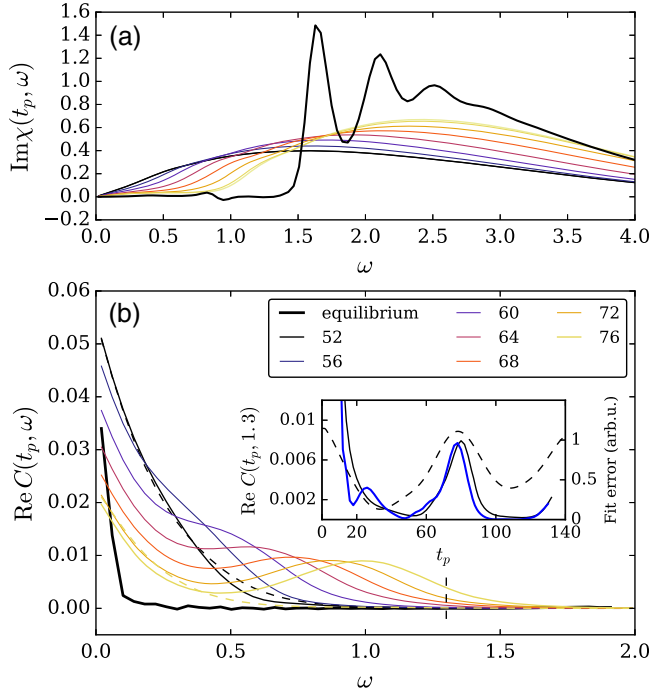 (a)
1.6
1.4
1.2
1.0
0.8
0.6
0.4
0.2
0.0
−0.2
Imχ(t_p, ω)
0.0 0.5 1.0 1.5 2.0 2.5 3.0 3.5 4.0
ω
(b)
0.06
0.05
0.04
0.03
0.02
0.01
0.00
Re C(t_p, ω)
equilibrium 60 72
52 64 76
56 68
Re C(t_p, 1.3)
0.01
0.006
0.002
1
0.5
0
Fit error (arb.u.)
0 20 60 100 140
t_p
0.0 0.5 1.0 1.5 2.0
ω